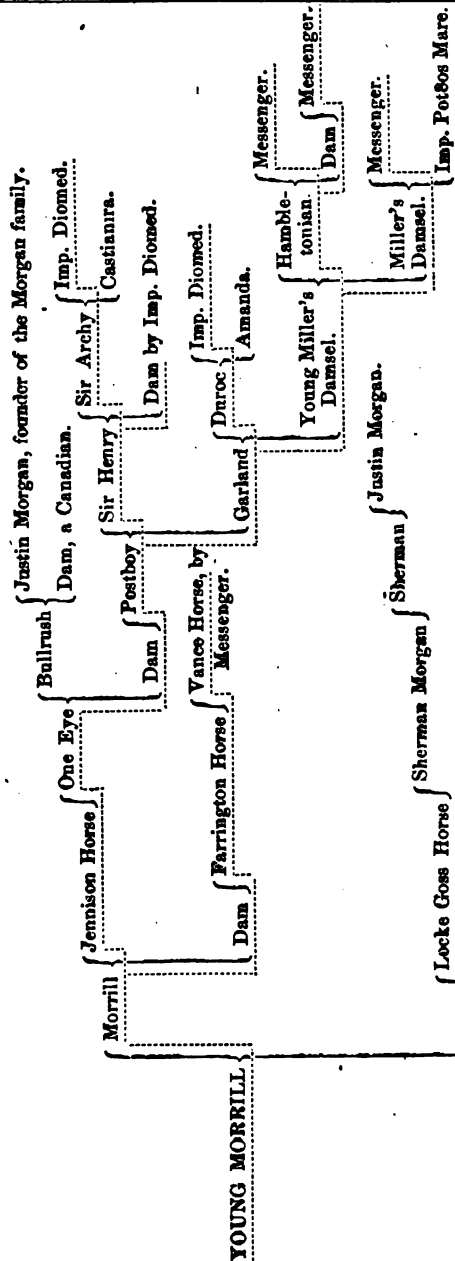 YOUNG MORRILL
Morrill
Jennison Horse
One Eye
Bullrush
Justin Morgan, founder of the Morgan family.
Dam, a Canadian.
Dam
Postboy
Sir Henry
Sir Archy
Imp. Diomed.
Castianira.
Dam by Imp. Diomed.
Garland
Duroc
Imp. Diomed.
Amanda.
Young Miller's
Damsel.
Hamble-
tonian.
Messenger.
Dam
Messenger.
Miller's
Damsel.
Messenger.
Imp. Pot8os Mare.
Dam
Farrington Horse
Vance Horse, by
Messenger.
Locke Goss Horse
Sherman Morgan
Sherman
Justin Morgan.